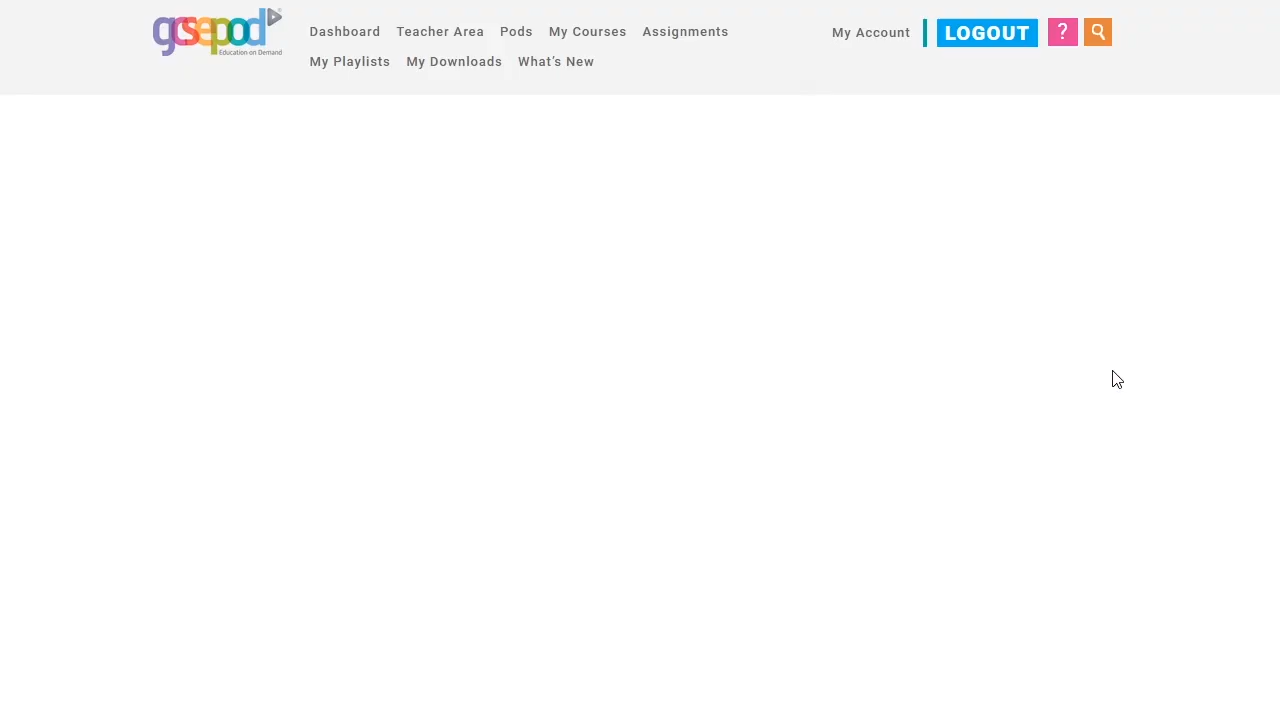 gcsepod
Education on Demand
Dashboard Teacher Area Pods My Courses Assignments
My Playlists My Downloads What's New
My Account LOGOUT ?